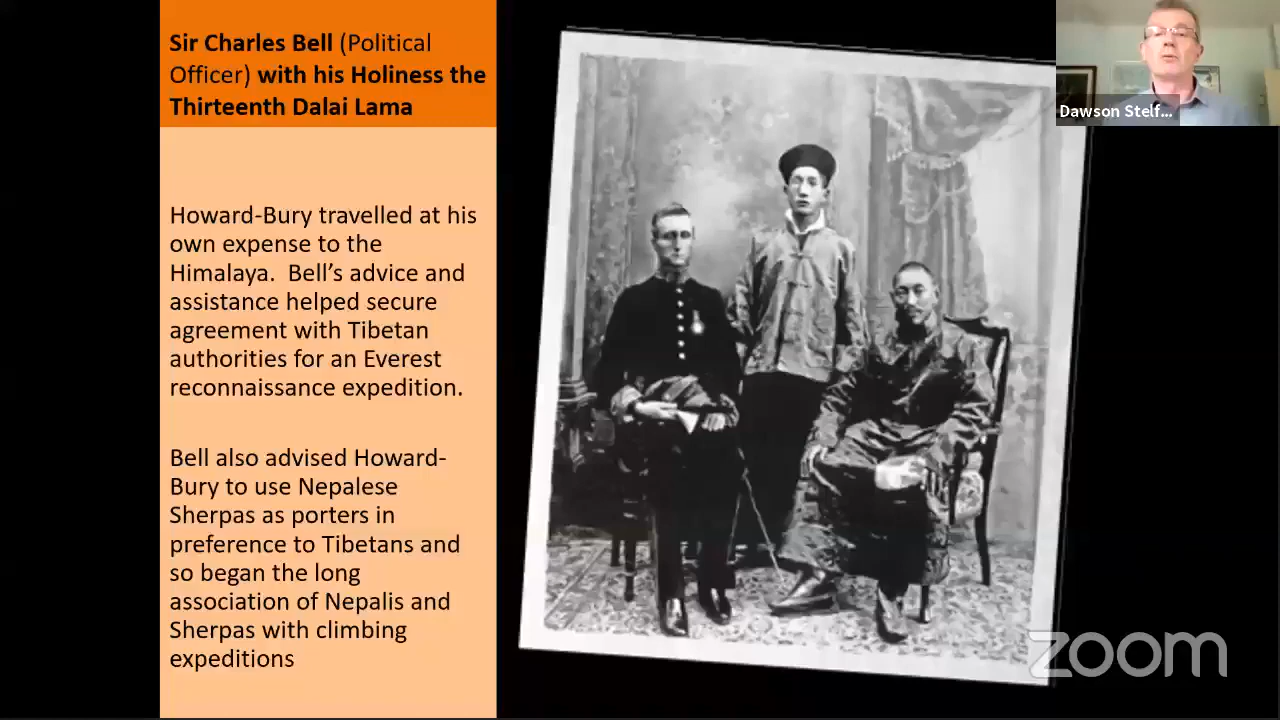 Sir Charles Bell (Political
Officer) with his Holiness the
Thirteenth Dalai Lama
Howard-Bury travelled at his
own expense to the
Himalaya.  Bell’s advice and
assistance helped secure
agreement with Tibetan
authorities for an Everest
reconnaissance expedition.
Bell also advised Howard-
Bury to use Nepalese
Sherpas as porters in
preference to Tibetans and
so began the long
association of Nepalis and
Sherpas with climbing
expeditions
Dawson Stelf...
zoom